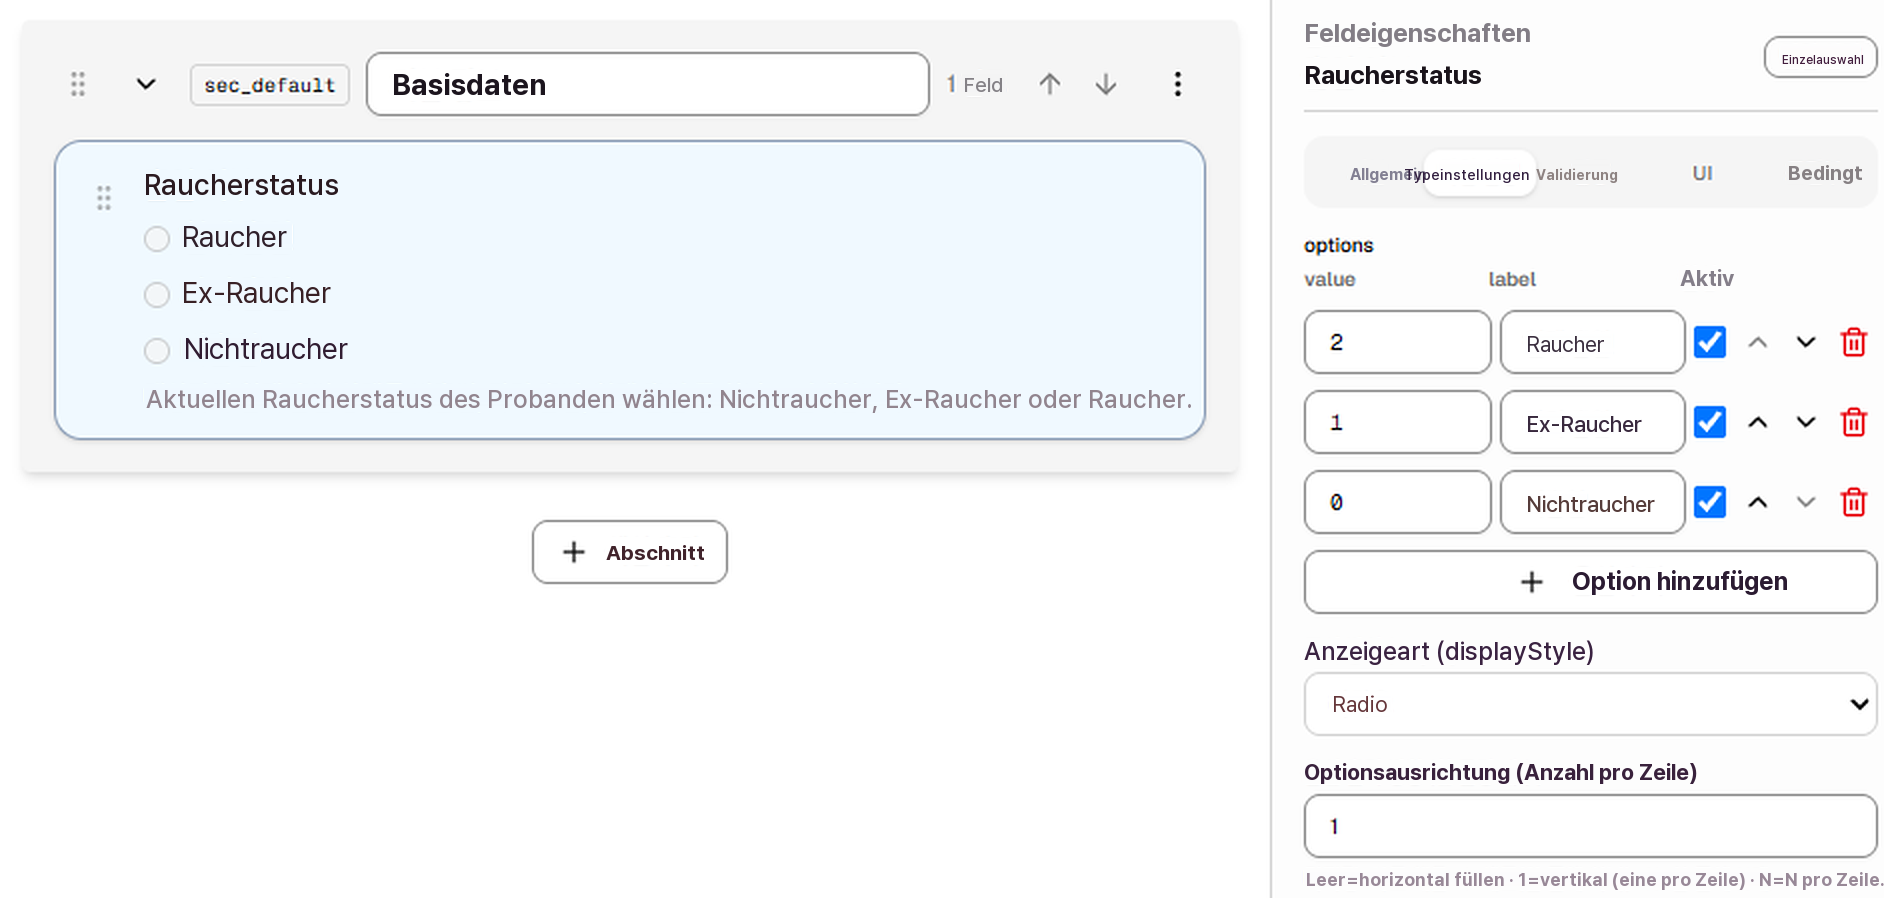 sec_default
Basisdaten
1 Feld
Raucherstatus
Raucher
Ex-Raucher
Nichtraucher
Aktuellen Raucherstatus des Probanden wählen: Nichtraucher, Ex-Raucher oder Raucher.
Abschnitt
Feldeigenschaften
Raucherstatus
Einzelauswahl
Allgemein Typeinstellungen Validierung UI Bedingt
options
value label Aktiv
2 Raucher
1 Ex-Raucher
0 Nichtraucher
Option hinzufügen
Anzeigeart (displayStyle)
Radio
Optionsausrichtung (Anzahl pro Zeile)
1
Leer=horizontal füllen · 1=vertikal (eine pro Zeile) · N=N pro Zeile.